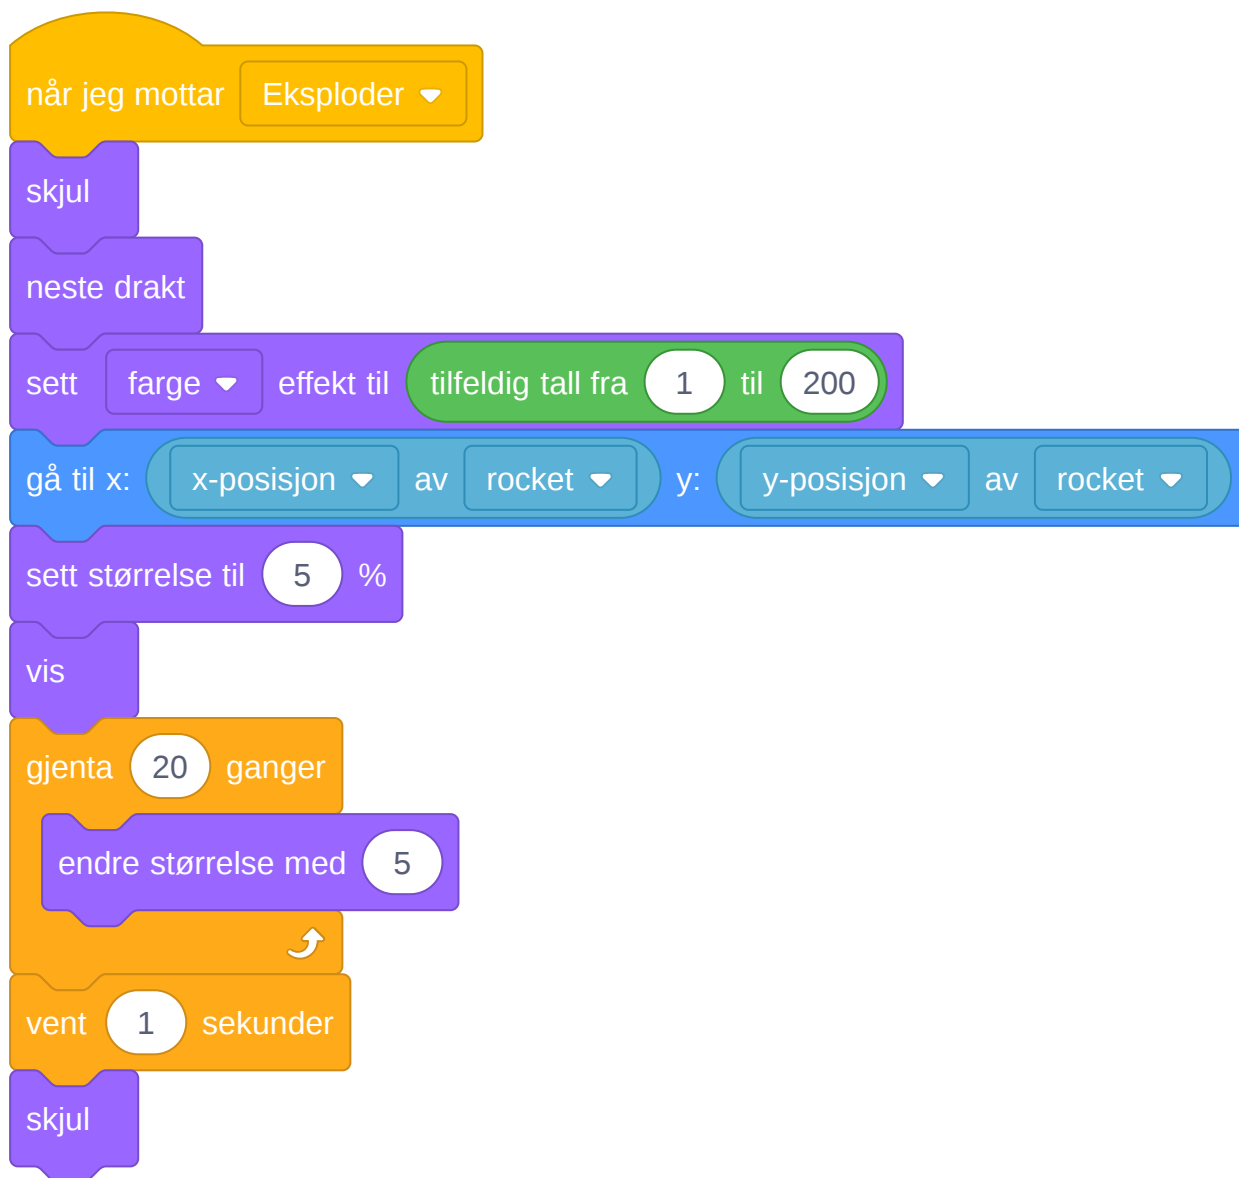 når jeg mottar Eksploder
skjul
neste drakt
sett farge effekt til tilfeldig tall fra 1 til 200
gå til x: x-posisjon av rocket y: y-posisjon av rocket
sett størrelse til 5 %
vis
gjenta 20 ganger
endre størrelse med 5
vent 1 sekunder
skjul